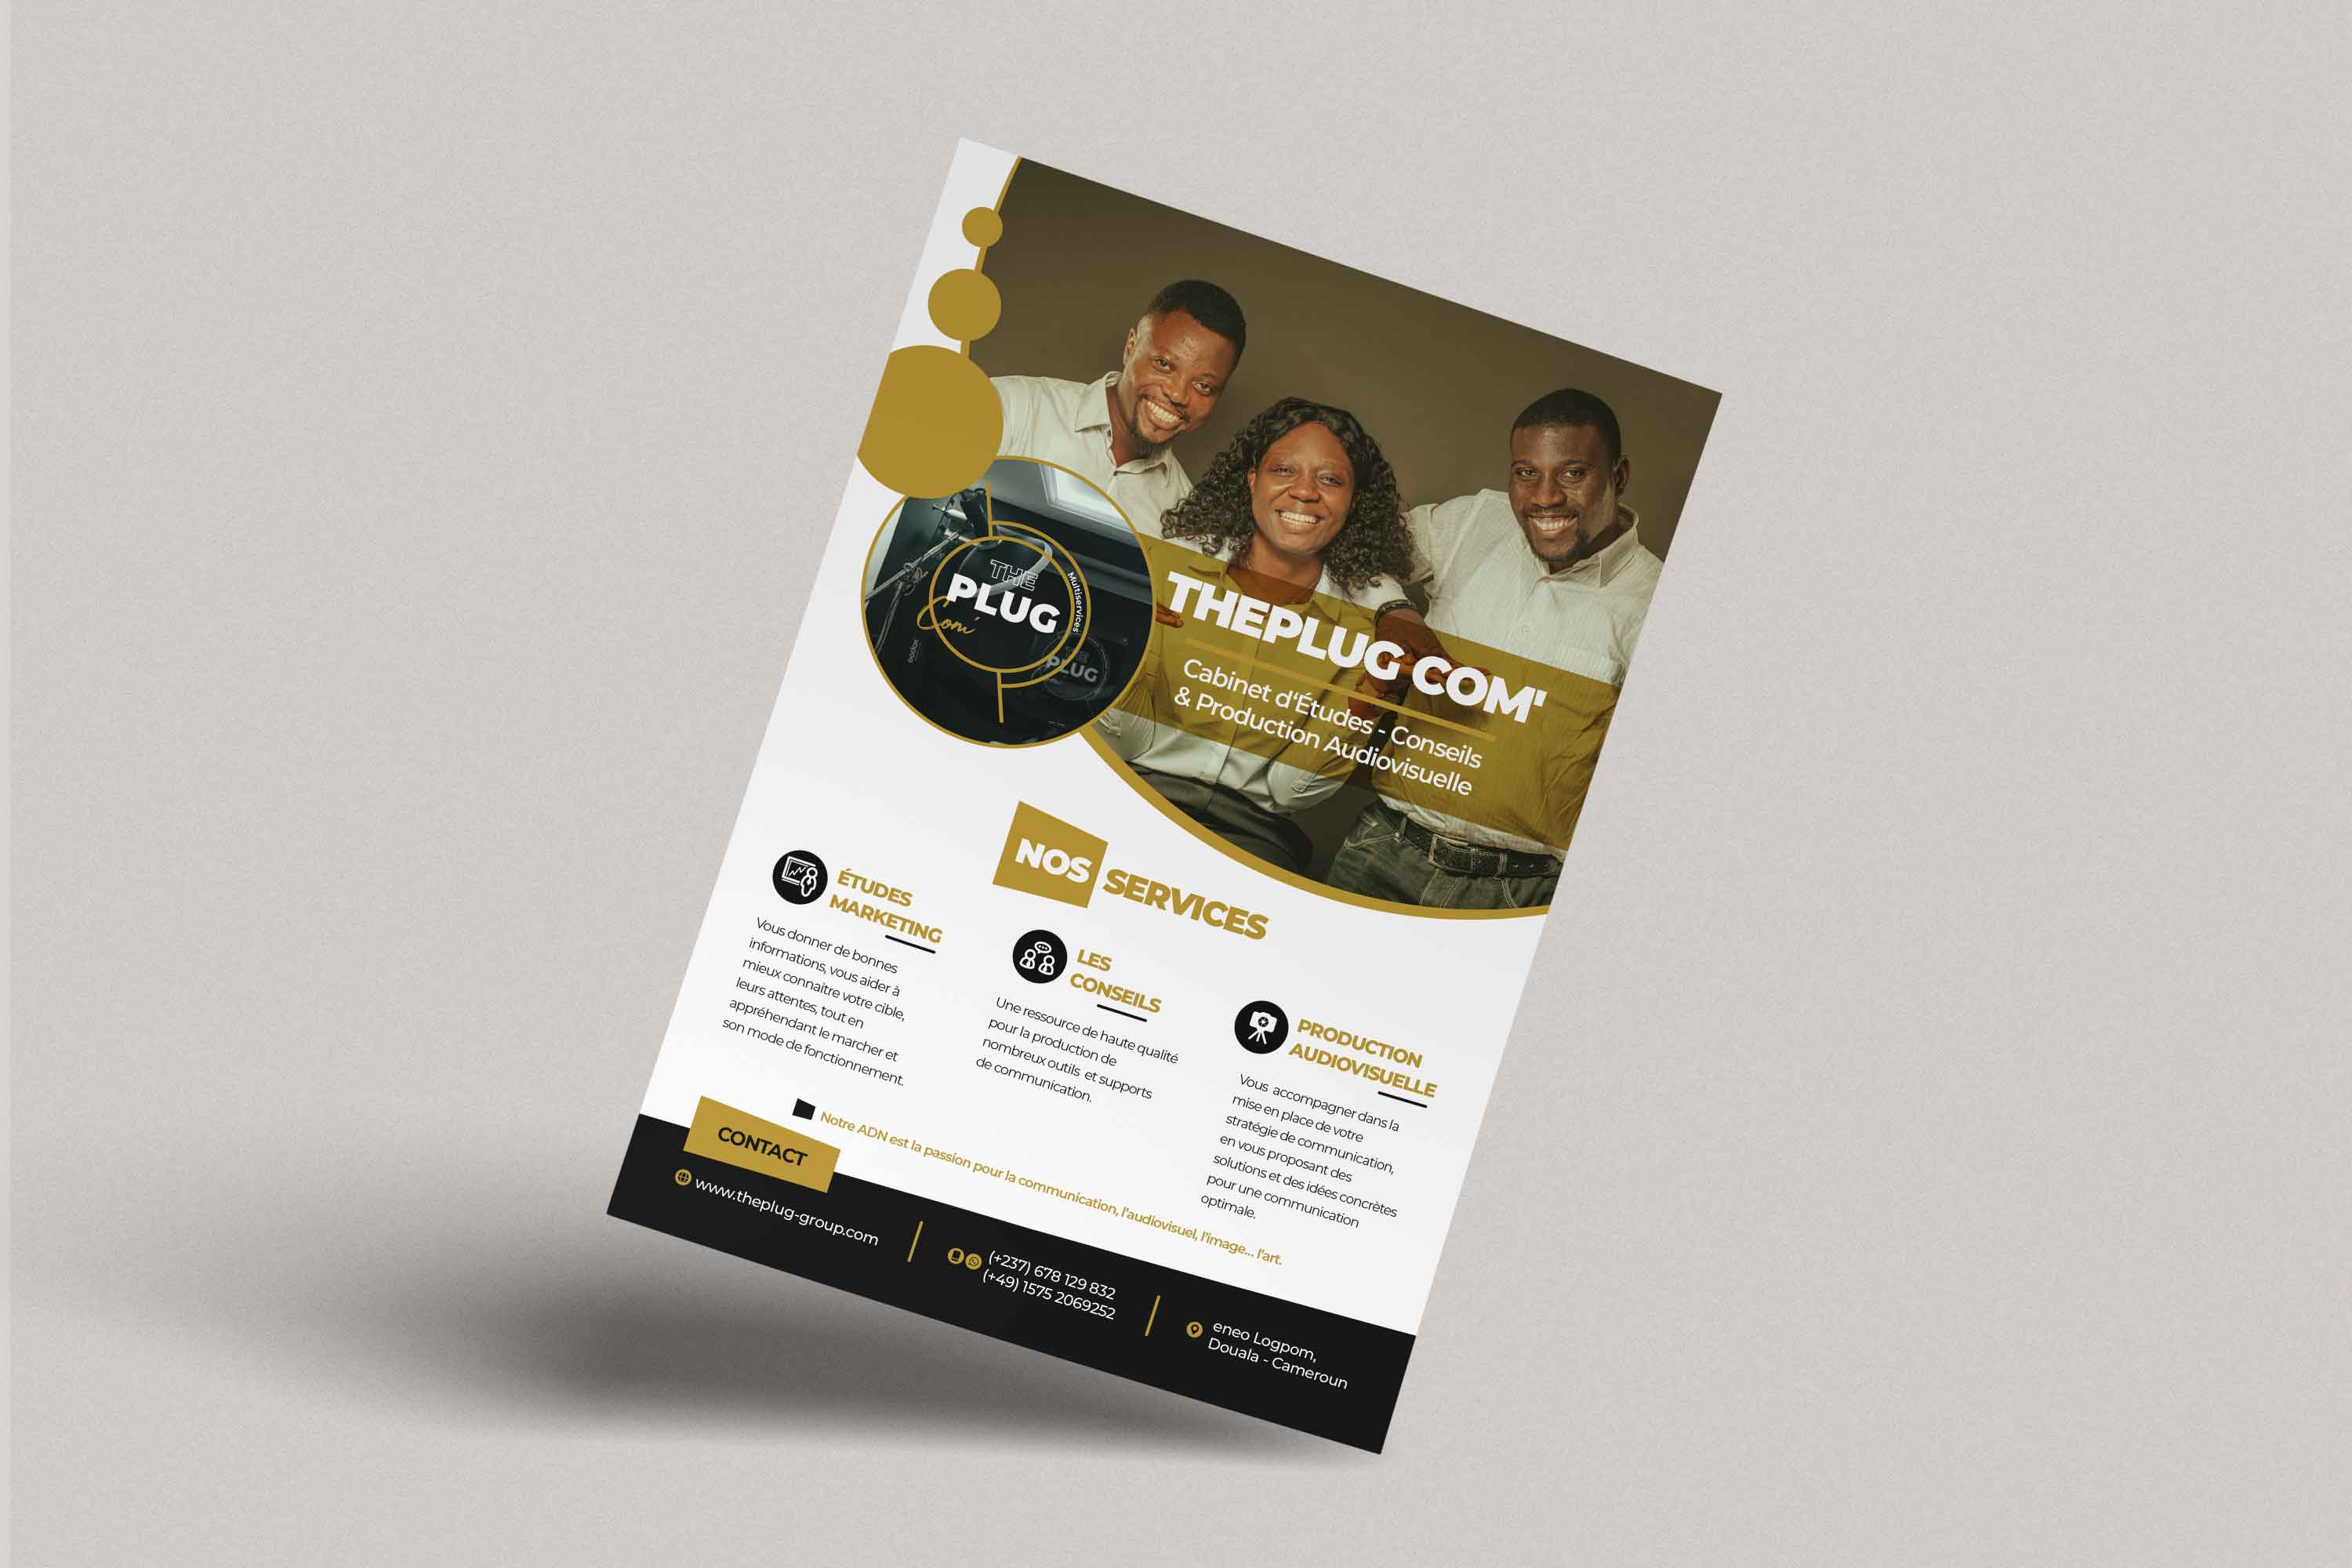 THE
PLUG
Com'
Multiservices
Godox
THE
PLUG
THEPLUG COM'
Cabinet d‘Études - Conseils
& Production Audiovisuelle
NOS SERVICES
ÉTUDES
MARKETING
Vous donner de bonnes
informations, vous aider à
mieux connaitre votre cible,
leurs attentes, tout en
appréhendant le marcher et
son mode de fonctionnement.
LES
CONSEILS
Une ressource de haute qualité
pour la production de
nombreux outils et supports
de communication.
PRODUCTION
AUDIOVISUELLE
Vous accompagner dans la
mise en place de votre
stratégie de communication,
en vous proposant des
solutions et des idées concrètes
pour une communication
optimale.
Notre ADN est la passion pour la communication, l'audiovisuel, l'image... l'art.
CONTACT
www.theplug-group.com
(+237) 678 129 832
(+49) 1575 2069252
eneo Logpom,
Douala - Cameroun